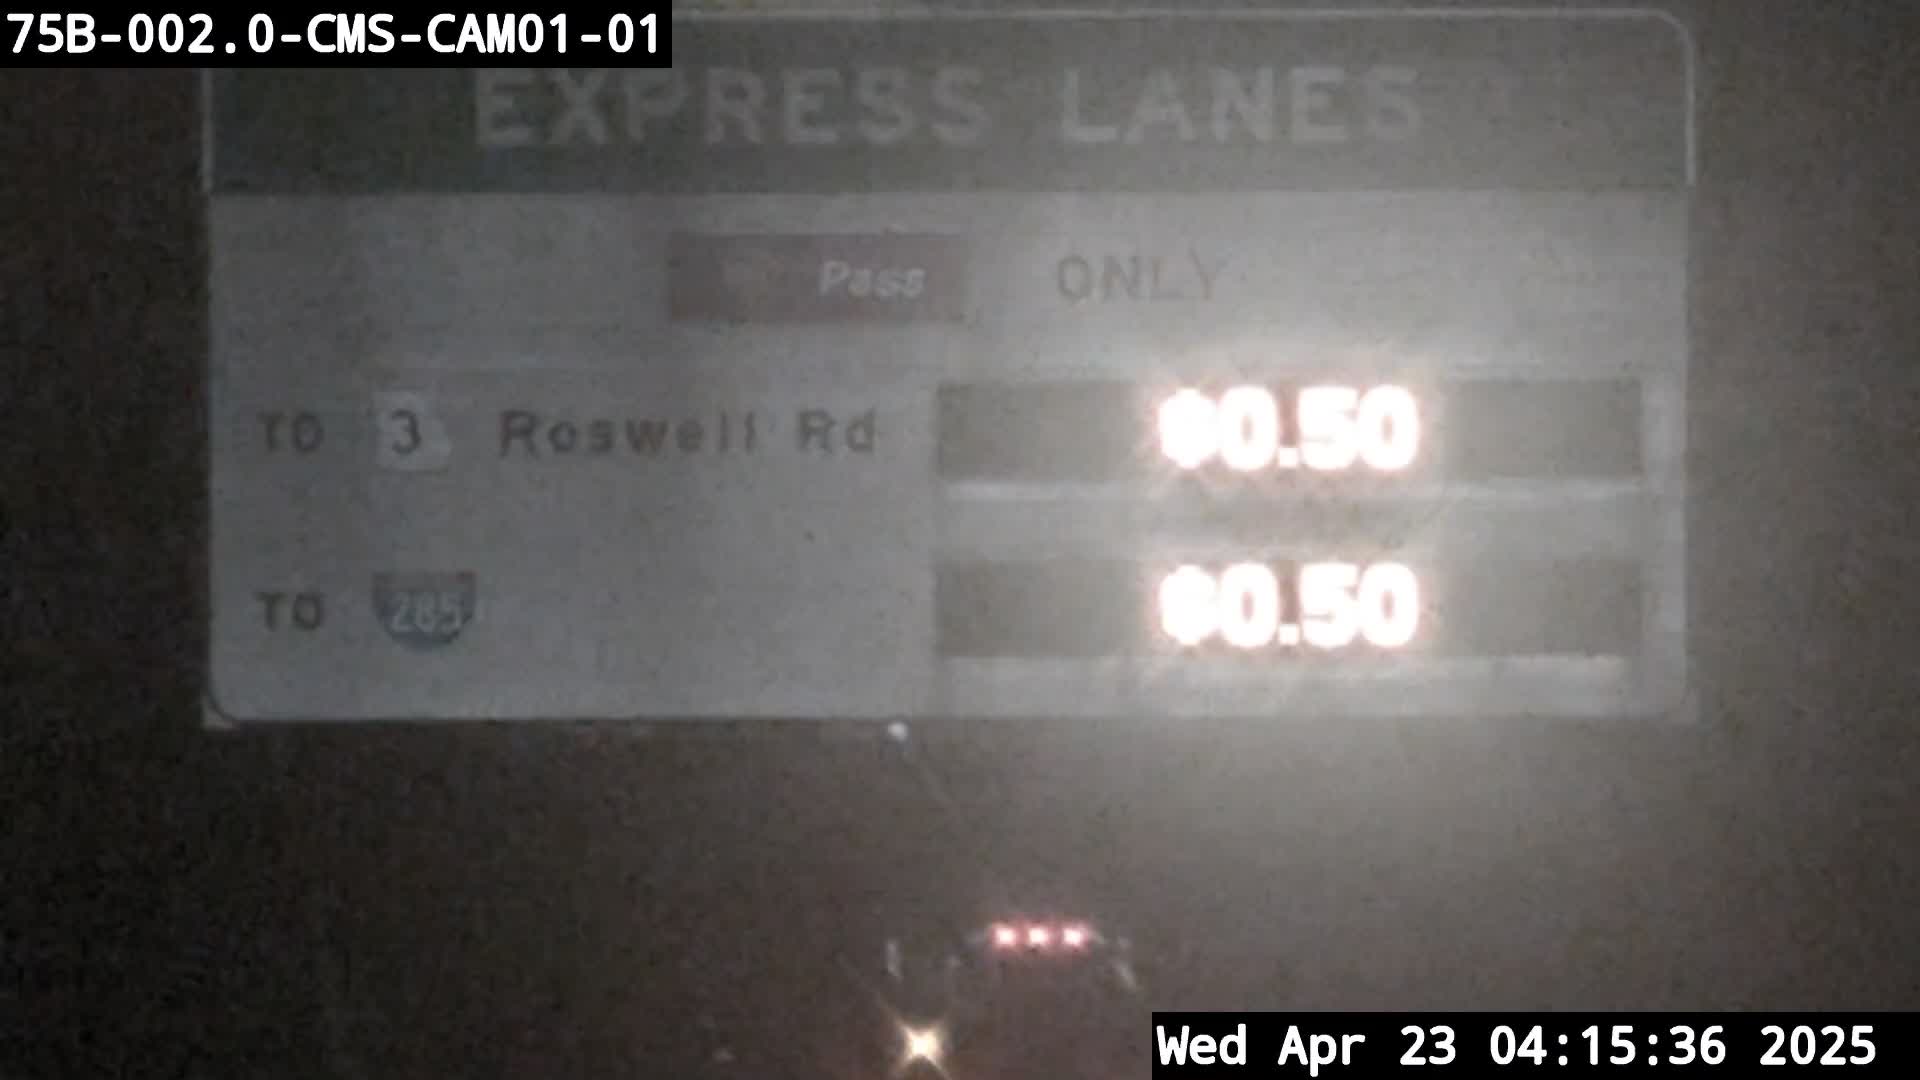 75B-002.0-CMS-CAM01-01
EXPRESS LANES
Pass ONLY
TO 3 Roswell Rd $0.50
TO 285 $0.50
Wed Apr 23 04:15:36 2025